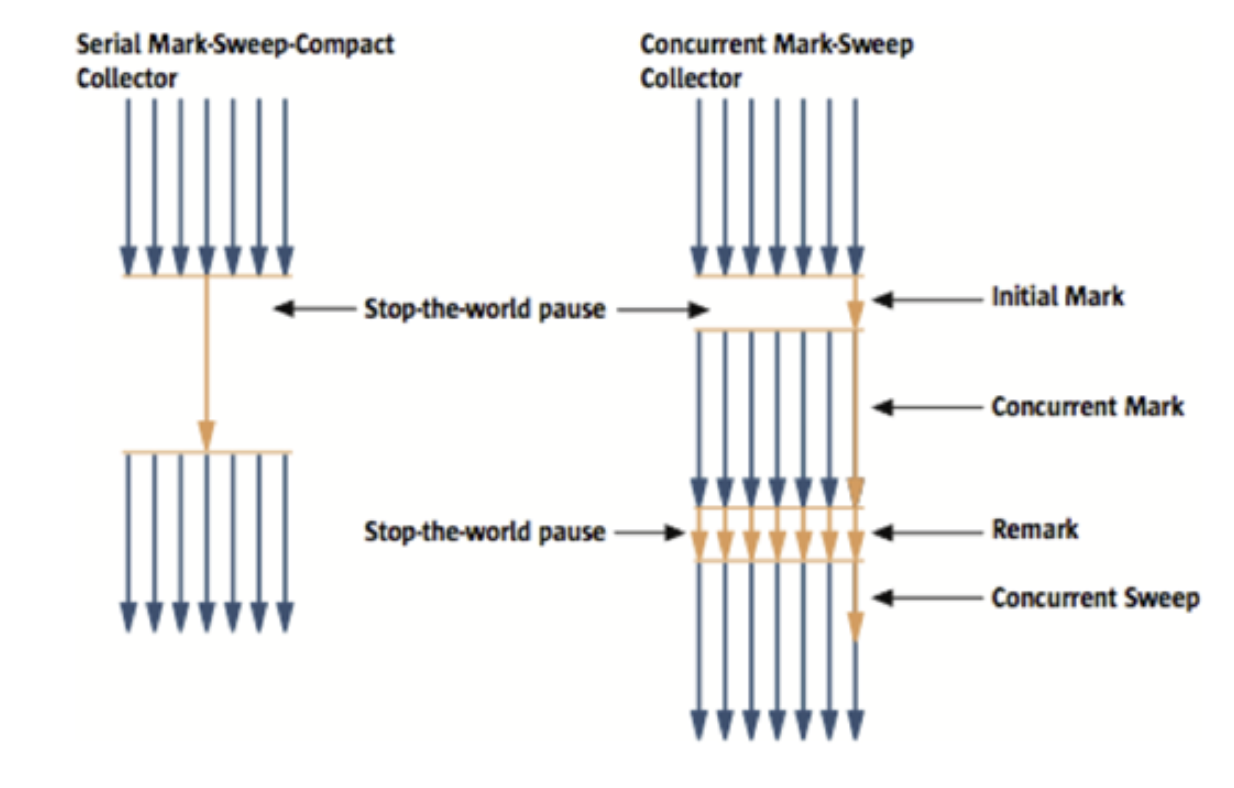 Serial Mark-Sweep-Compact
Collector
Concurrent Mark-Sweep
Collector
Stop-the-world pause
Initial Mark
Concurrent Mark
Stop-the-world pause
Remark
Concurrent Sweep